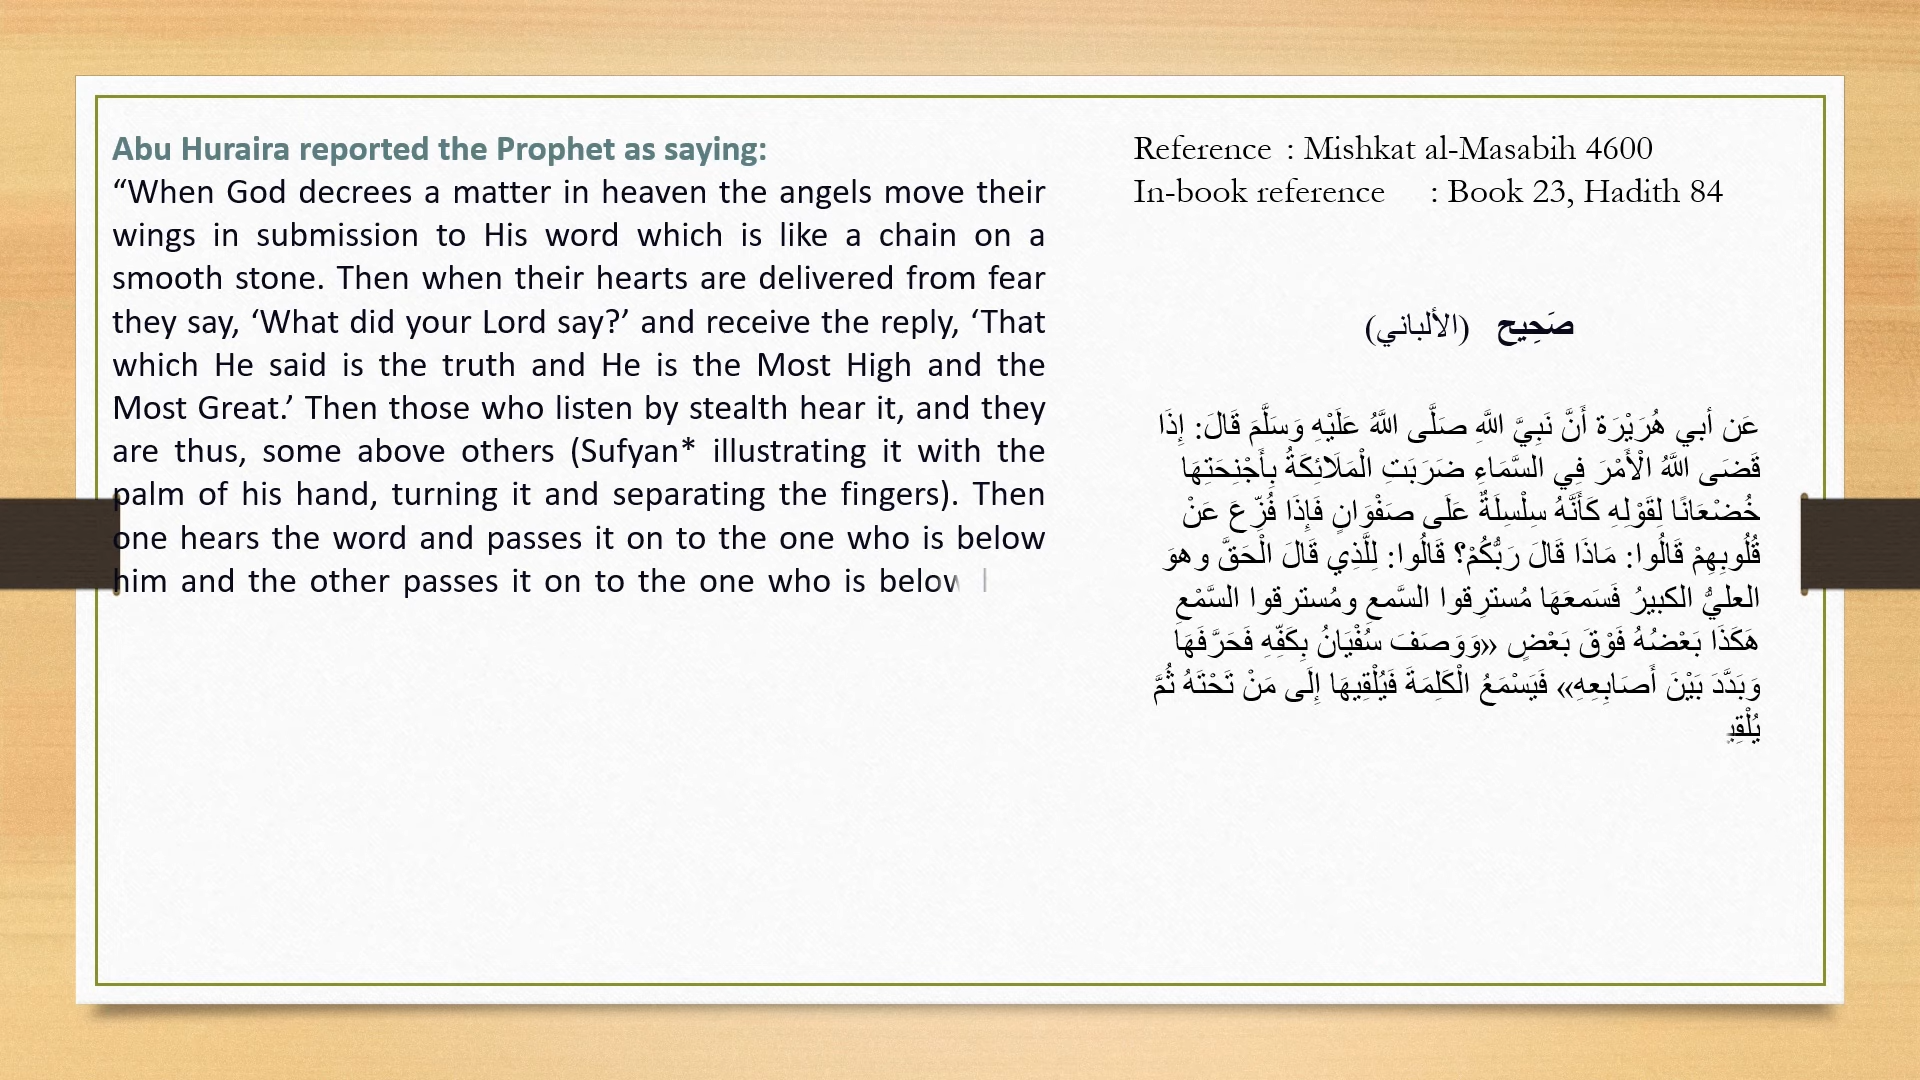 Abu Huraira reported the Prophet as saying:
“When God decrees a matter in heaven the angels move their
wings in submission to His word which is like a chain on a
smooth stone. Then when their hearts are delivered from fear
they say, ‘What did your Lord say?’ and receive the reply, ‘That
which He said is the truth and He is the Most High and the
Most Great.’ Then those who listen by stealth hear it, and they
are thus, some above others (Sufyan* illustrating it with the
palm of his hand, turning it and separating the fingers). Then
one hears the word and passes it on to the one who is below
him and the other passes it on to the one who is below
Reference : Mishkat al-Masabih 4600
In-book reference : Book 23, Hadith 84
صَحِيح (الألباني)
عَن أبي هُرَيْرَة أَنَّ نَبِيَّ اللَّهِ صَلَّى اللَّهُ عَلَيْهِ وَسَلَّمَ قَالَ: إِذَا
قَضَى اللَّهُ الْأَمْرَ فِي السَّمَاءِ ضَرَبَتِ الْمَلَائِكَةُ بِأَجْنِحَتِهَا
خُضْعَانًا لِقَوْلِهِ كَأَنَّهُ سِلْسِلَةٌ عَلَى صَفْوَانٍ فَإِذَا فُزِّعَ عَنْ
قُلُوبِهِمْ قَالُوا: مَاذَا قَالَ رَبُّكُمْ؟ قَالُوا: لِلَّذِي قَالَ الْحَقَّ وهوَ
العليُّ الكبيرُ فَسَمعَهَا مُسترِقوا السَّمعِ ومُسترقوا السَّمْعِ
هَكَذَا بَعْضُهُ فَوْقَ بَعْضٍ «وَوَصَفَ سُفْيَانُ بِكَفِّهِ فَحَرَّفَهَا
وَبَدَّدَ بَيْنَ أَصَابِعِهِ» فَيَسْمَعُ الْكَلِمَةَ فَيُلْقِيهَا إِلَى مَنْ تَحْتَهُ ثُمَّ